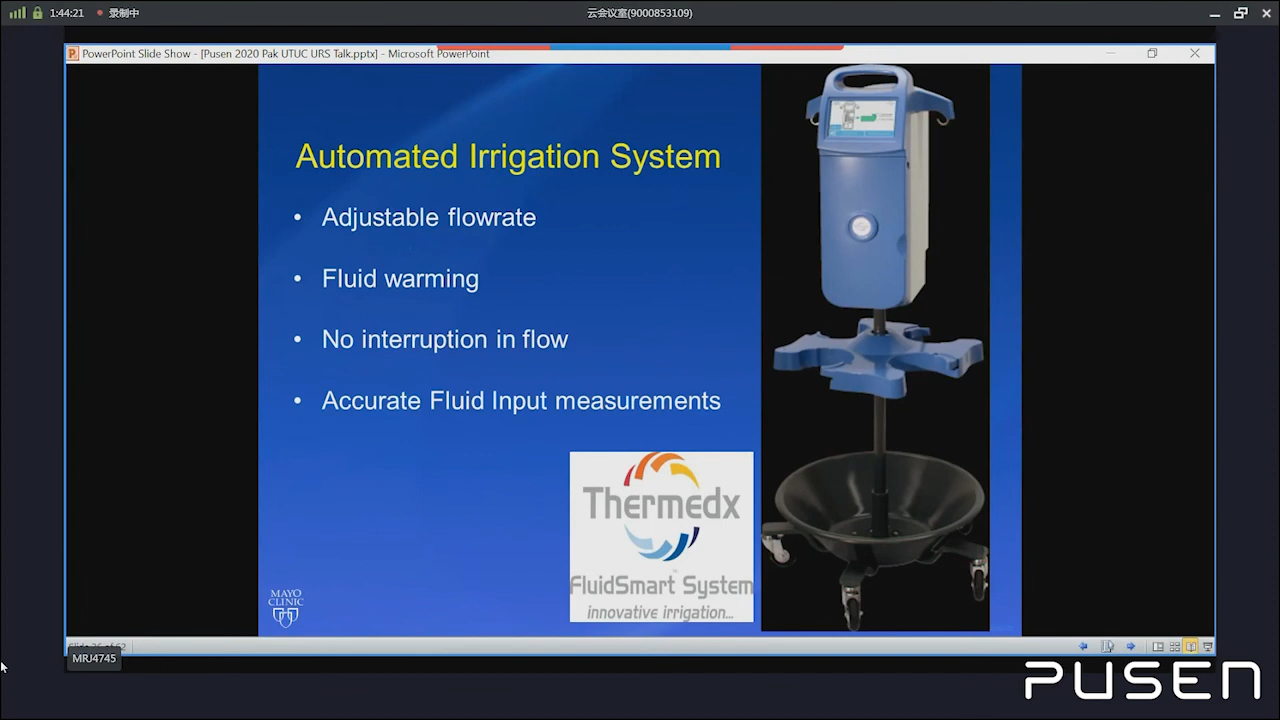 1:44:21
录制中
云会议室(9000853109)
PowerPoint Slide Show - [Pusen 2020 Pak UTUC URS Talk.pptx] - Microsoft PowerPoint
Automated Irrigation System
• Adjustable flowrate
• Fluid warming
• No interruption in flow
• Accurate Fluid Input measurements
Thermedx
FluidSmart System
innovative irrigation...
MAYO
CLINIC
MRJ4745
PUSEN